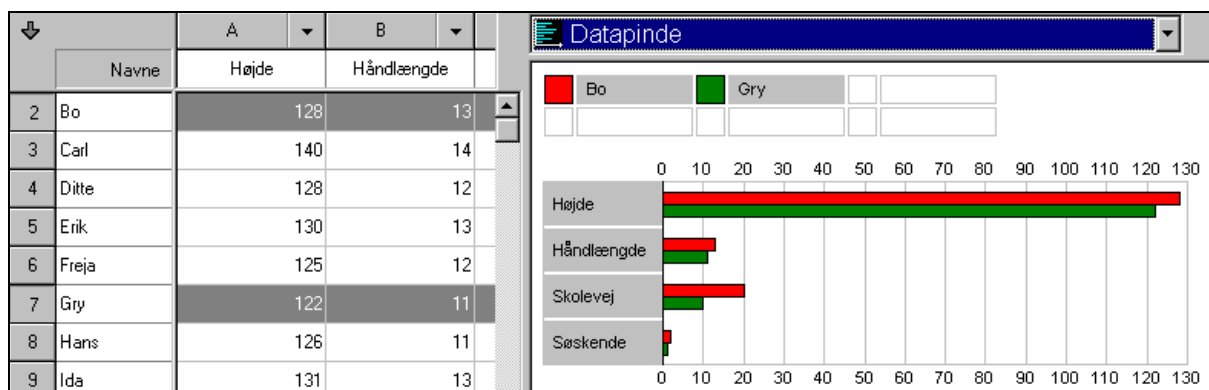 A B
Navne Højde Håndlængde
2 Bo 128 13
3 Carl 140 14
4 Ditte 128 12
5 Erik 130 13
6 Freja 125 12
7 Gry 122 11
8 Hans 126 11
9 Ida 131 13
Datapinde
Bo Gry
0 10 20 30 40 50 60 70 80 90 100 110 120 130
Højde
Håndlængde
Skolevej
Søskende
0 10 20 30 40 50 60 70 80 90 100 110 120 130